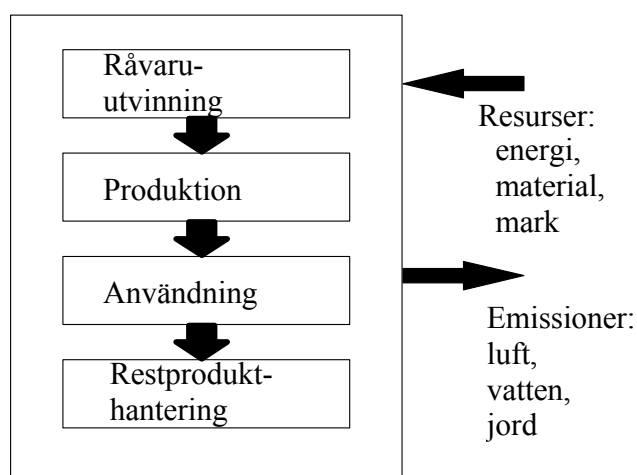 Råvaru-
utvinning
Produktion
Användning
Restprodukt-
hantering
Resurser:
energi,
material,
mark
Emissioner:
luft,
vatten,
jord